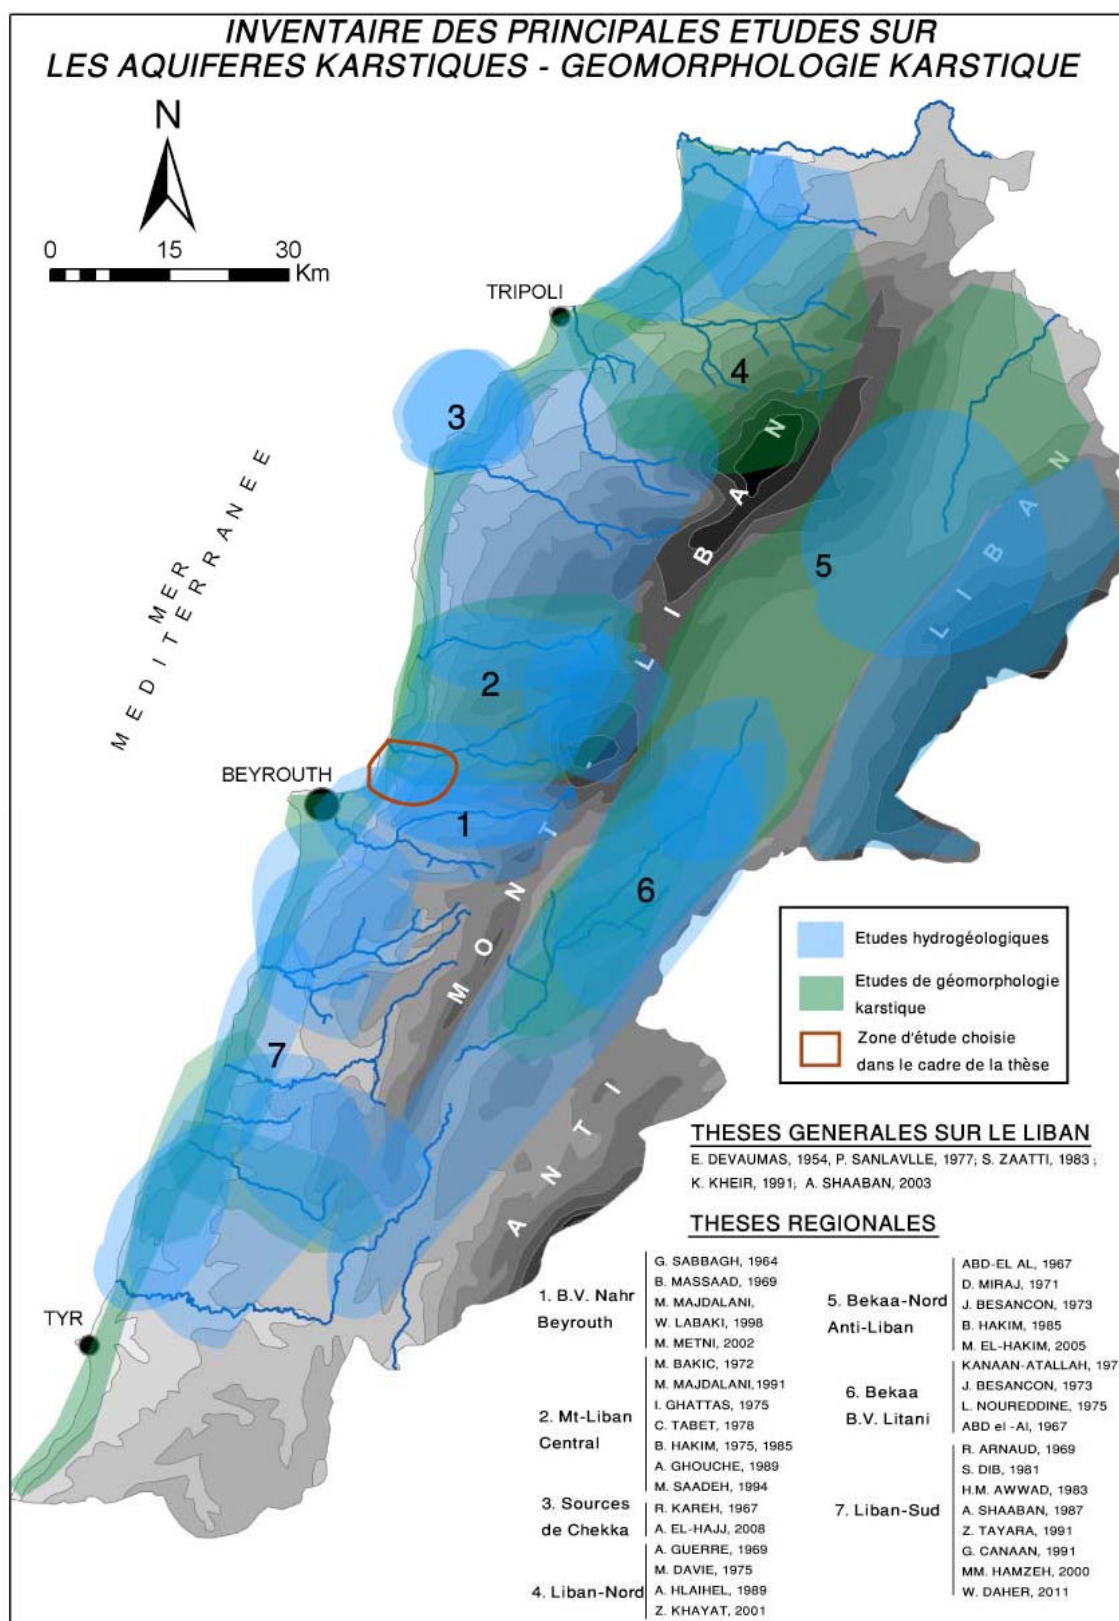 INVENTAIRE DES PRINCIPALES ETUDES SUR
LES AQUIFERES KARSTIQUES - GEOMORPHOLOGIE KARSTIQUE
N
0 15 30
Km
TRIPOLI
3
4
MER
MEDITERRANEE
MONT - LIBAN
5
2
BEYROUTH
1
6
7
ANTI LIBAN
TYR
Etudes hydrogéologiques
Etudes de géomorphologie
karstique
Zone d'étude choisie
dans le cadre de la thèse
THESES GENERALES SUR LE LIBAN
E. DEVAUMAS, 1954, P. SANLAVLLE, 1977; S. ZAATTI, 1983 ;
K. KHEIR, 1991; A. SHAABAN, 2003
THESES REGIONALES
1. B.V. Nahr
Beyrouth
G. SABBAGH, 1964
B. MASSAAD, 1969
M. MAJDALANI,
W. LABAKI, 1998
M. METNI, 2002
2. Mt-Liban
Central
M. BAKIC, 1972
M. MAJDALANI,1991
I. GHATTAS, 1975
C. TABET, 1978
B. HAKIM, 1975, 1985
A. GHOUCHE, 1989
M. SAADEH, 1994
3. Sources
de Chekka
R. KAREH, 1967
A. EL-HAJJ, 2008
4. Liban-Nord
A. GUERRE, 1969
M. DAVIE, 1975
A. HLAIHEL, 1989
Z. KHAYAT, 2001
5. Bekaa-Nord
Anti-Liban
ABD-EL AL, 1967
D. MIRAJ, 1971
J. BESANCON, 1973
B. HAKIM, 1985
M. EL-HAKIM, 2005
6. Bekaa
B.V. Litani
KANAAN-ATALLAH, 197
J. BESANCON, 1973
L. NOUREDDINE, 1975
ABD el -Al, 1967
7. Liban-Sud
R. ARNAUD, 1969
S. DIB, 1981
H.M. AWWAD, 1983
A. SHAABAN, 1987
Z. TAYARA, 1991
G. CANAAN, 1991
MM. HAMZEH, 2000
W. DAHER, 2011